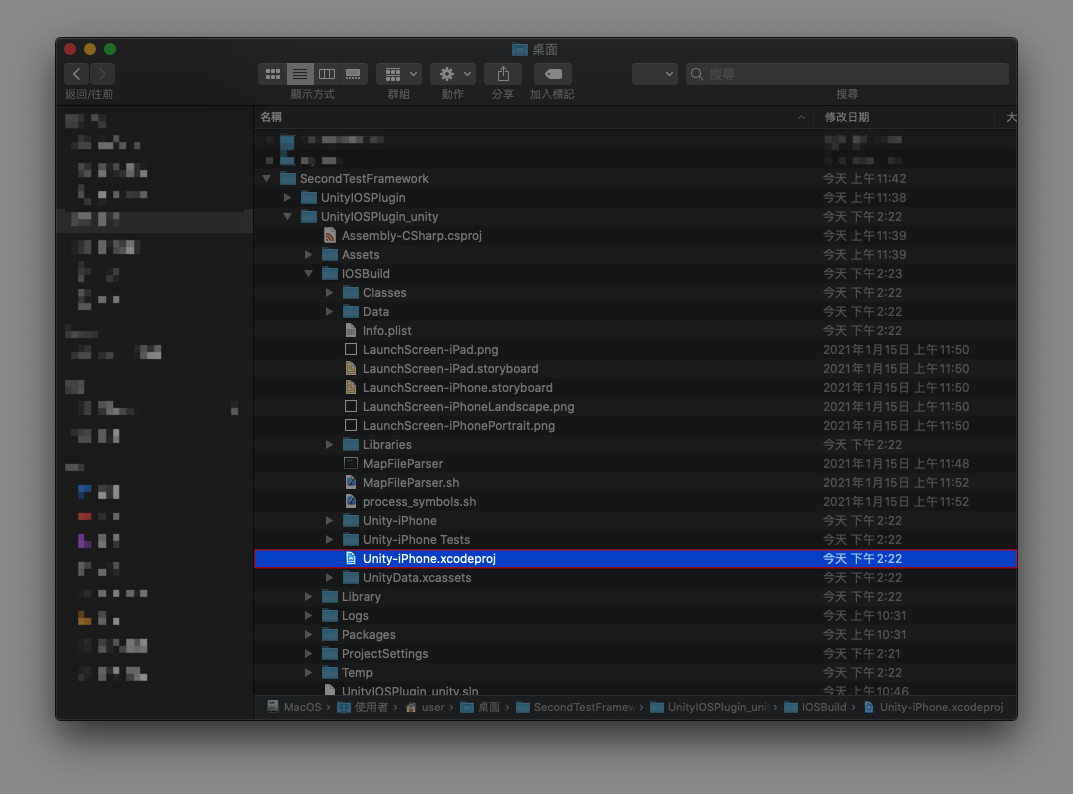 桌面
返回/往前 顯示方式 群組 動作 分享 加入標記 搜尋
搜尋
名稱 修改日期 大
SecondTestFramework 今天 上午11:42
UnityIOSPlugin 今天 上午11:38
UnityIOSPlugin_unity 今天 下午2:22
Assembly-CSharp.csproj 今天 上午11:39
Assets 今天 上午11:39
IOSBuild 今天 下午2:23
Classes 今天 下午2:22
Data 今天 下午2:22
Info.plist 今天 下午2:22
LaunchScreen-iPad.png 2021年1月15日 上午11:50
LaunchScreen-iPad.storyboard 2021年1月15日 上午11:50
LaunchScreen-iPhone.storyboard 2021年1月15日 上午11:50
LaunchScreen-iPhoneLandscape.png 2021年1月15日 上午11:50
LaunchScreen-iPhonePortrait.png 2021年1月15日 上午11:50
Libraries 今天 下午2:22
MapFileParser 2021年1月15日 上午11:48
MapFileParser.sh 2021年1月15日 上午11:52
process_symbols.sh 2021年1月15日 上午11:52
Unity-iPhone 今天 下午2:22
Unity-iPhone Tests 今天 下午2:22
Unity-iPhone.xcodeproj 今天 下午2:22
UnityData.xcassets 今天 下午2:22
Library 今天 下午2:22
Logs 今天 上午10:31
Packages 今天 上午10:31
ProjectSettings 今天 下午2:21
Temp 今天 下午2:22
UnityIOSPlugin_unity.sln 今天 上午10:46
MacOS › 使用者 › user › 桌面 › SecondTestFramew › UnityIOSPlugin_unit › IOSBuild › Unity-iPhone.xcodeproj